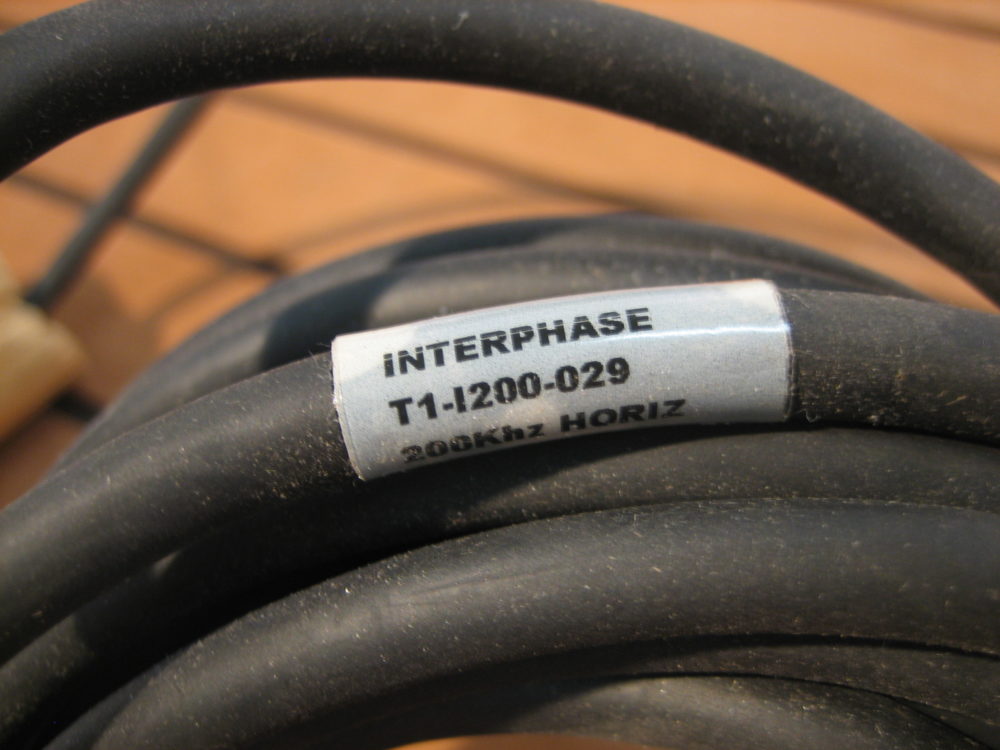 INTERPHASE
T1-I200-029
200Khz HORIZ